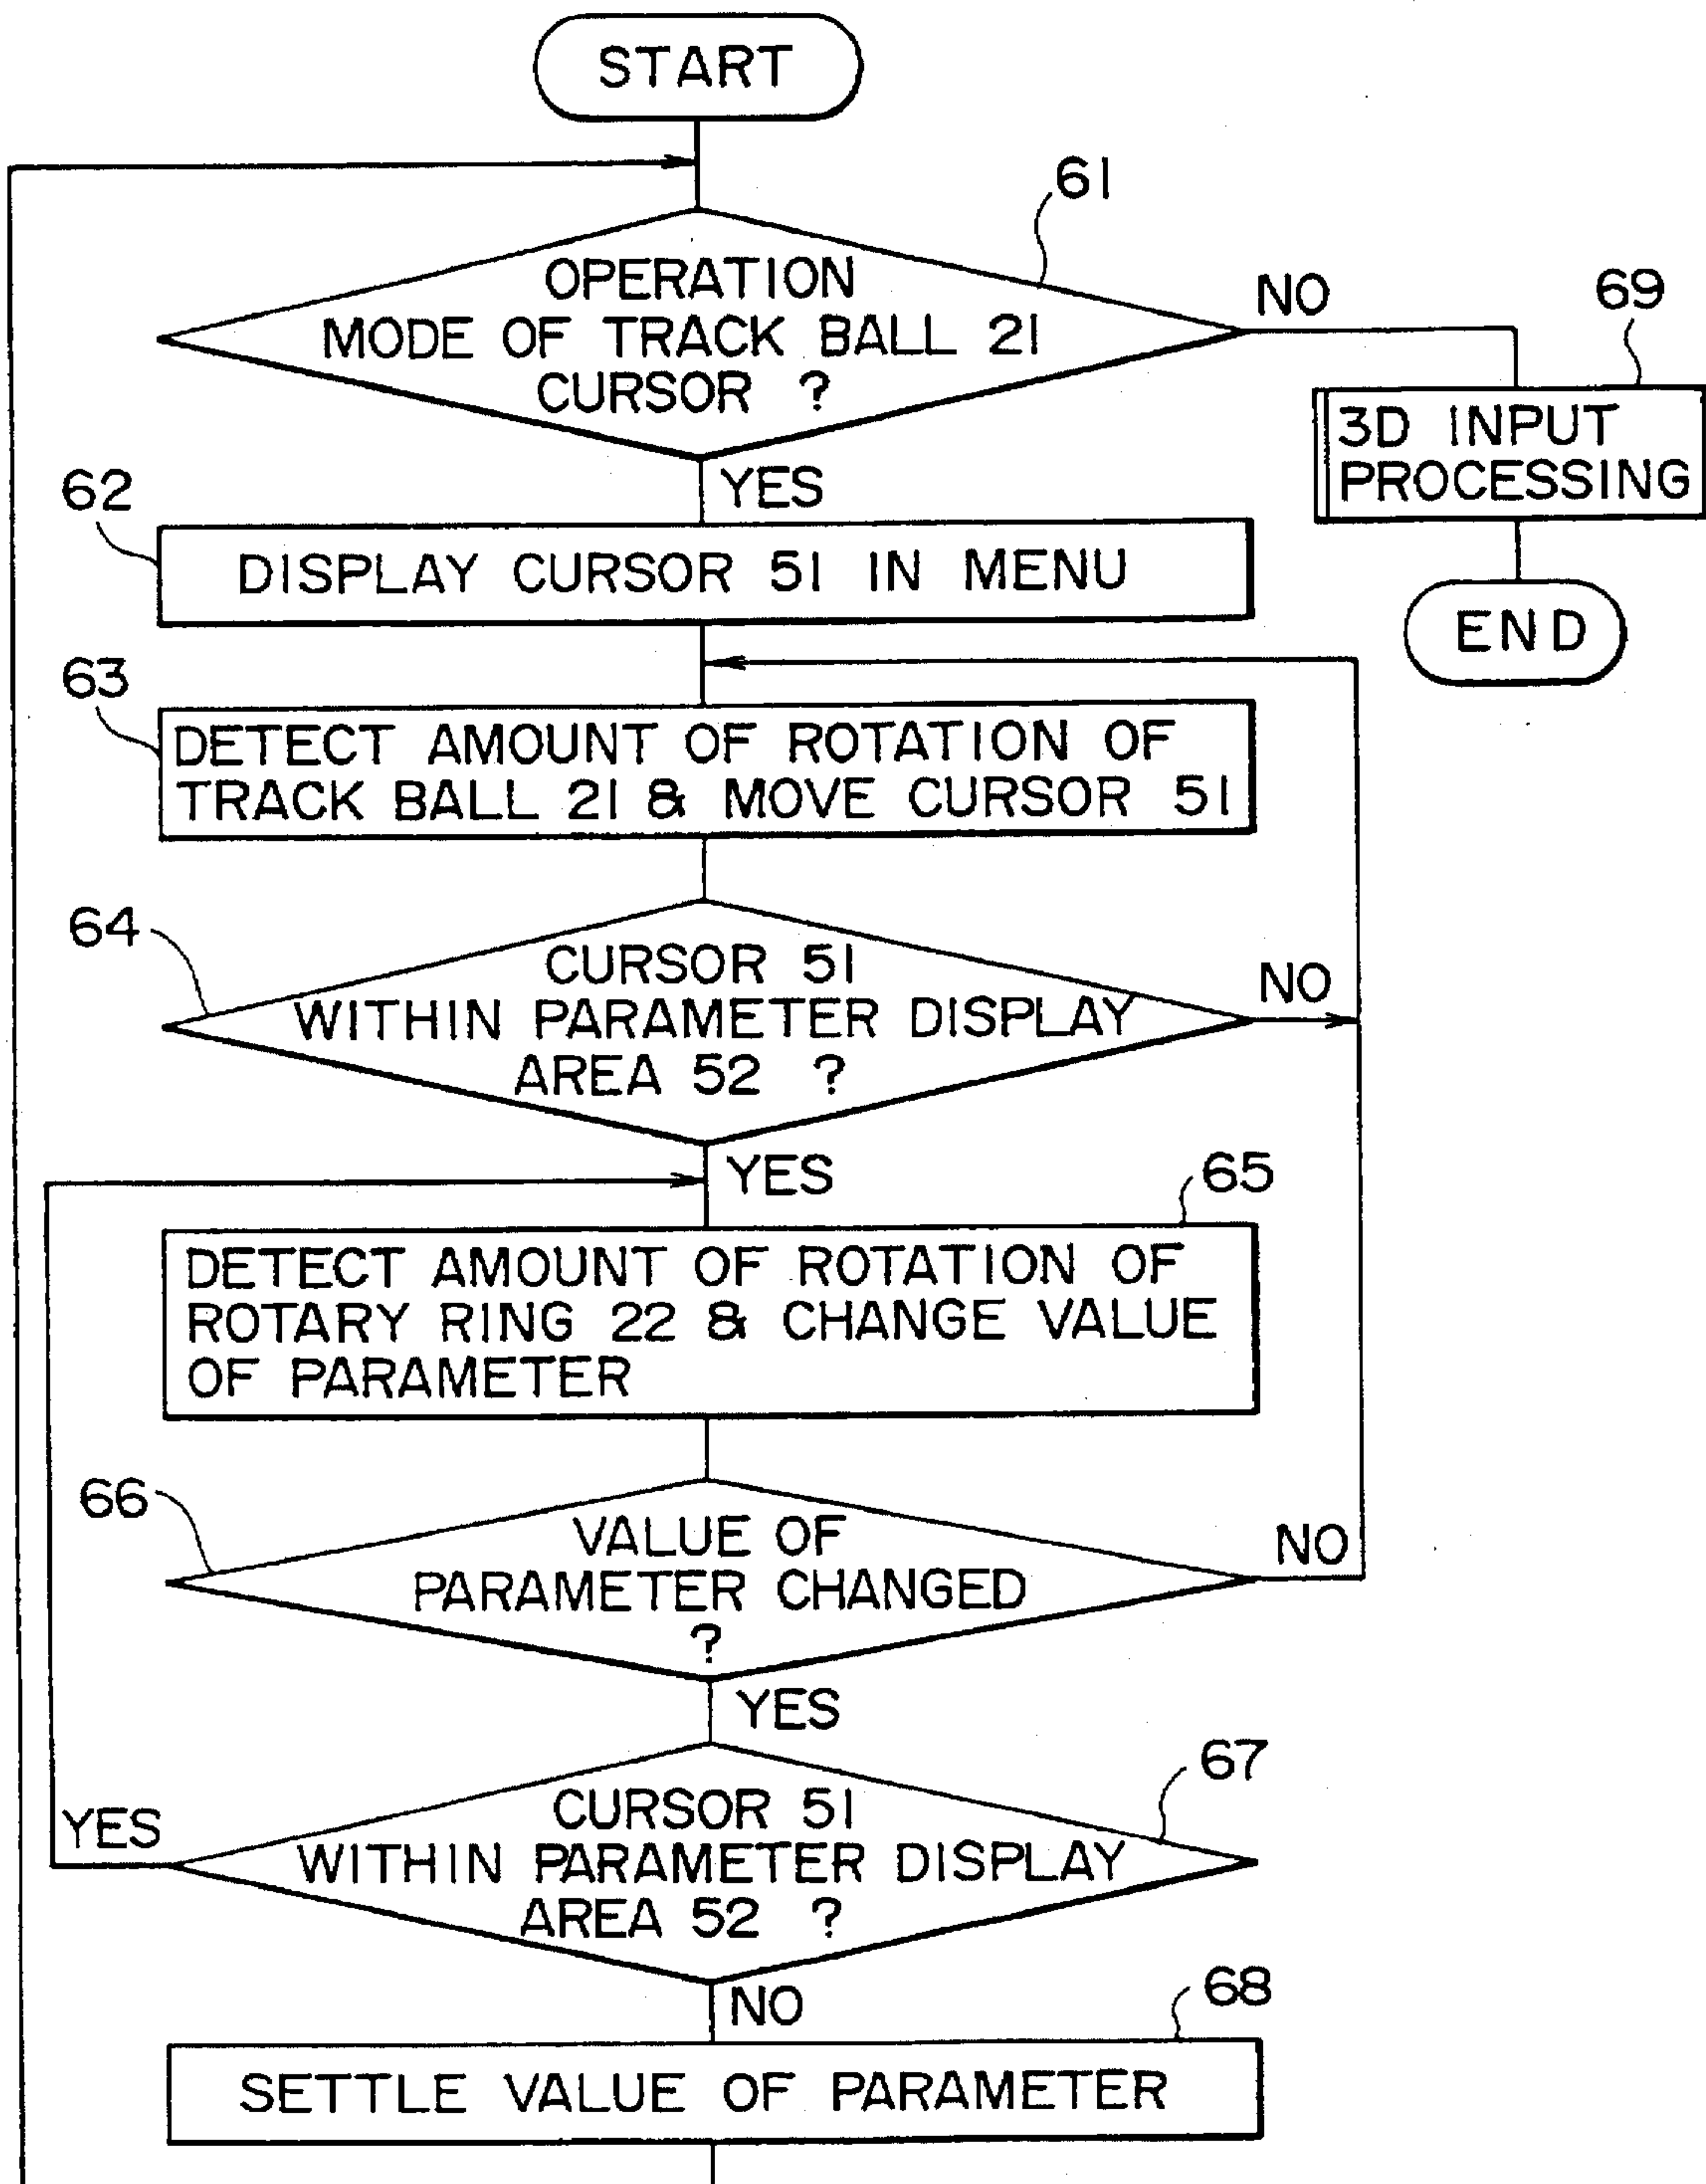 START
61
OPERATION
MODE OF TRACK BALL 21
CURSOR ?
NO
69
3D INPUT
PROCESSING
YES
62
DISPLAY CURSOR 51 IN MENU
END
63
DETECT AMOUNT OF ROTATION OF
TRACK BALL 21 & MOVE CURSOR 51
64
CURSOR 51
WITHIN PARAMETER DISPLAY
AREA 52 ?
NO
YES
65
DETECT AMOUNT OF ROTATION OF
ROTARY RING 22 & CHANGE VALUE
OF PARAMETER
66
VALUE OF
PARAMETER CHANGED
?
NO
YES
67
CURSOR 51
WITHIN PARAMETER DISPLAY
AREA 52 ?
YES
NO
68
SETTLE VALUE OF PARAMETER